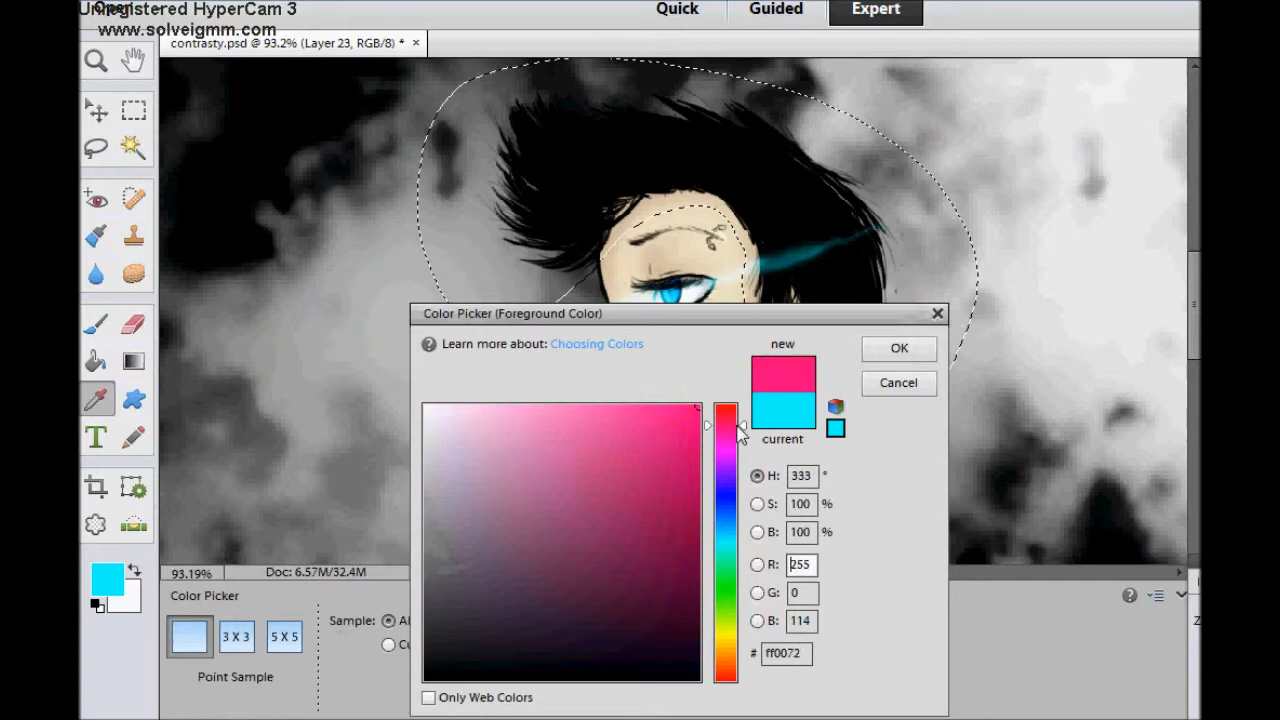 Unregistered HyperCam 3
www.solveigmm.com
Quick Guided Expert
contrasty.psd @ 93.2% (Layer 23, RGB/8) * ×
Color Picker (Foreground Color)
Learn more about: Choosing Colors
new
OK
Cancel
current
H: 333 °
S: 100 %
B: 100 %
R: 255
G: 0
B: 114
# ff0072
Only Web Colors
93.19% Doc: 6.57M/32.4M
Color Picker
3 X 3 5 X 5
Sample:
Point Sample